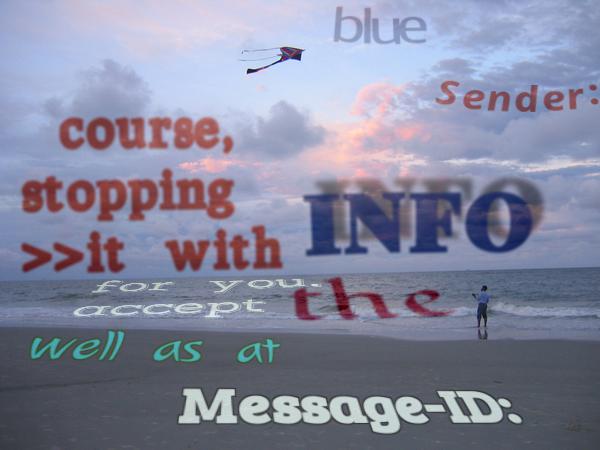 blue
Sender:
course,
stopping
>>it with
INFO
for you.
accept
the
well as at
Message-ID: